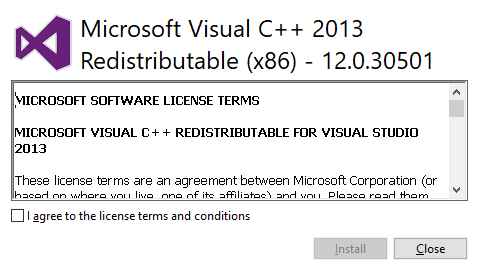 Microsoft Visual C++ 2013
Redistributable (x86) - 12.0.30501
MICROSOFT SOFTWARE LICENSE TERMS
MICROSOFT VISUAL C++ REDISTRIBUTABLE FOR VISUAL STUDIO
2013
These license terms are an agreement between Microsoft Corporation (or
based on where you live, one of its affiliates) and you. Please read them
I agree to the license terms and conditions
Install Close